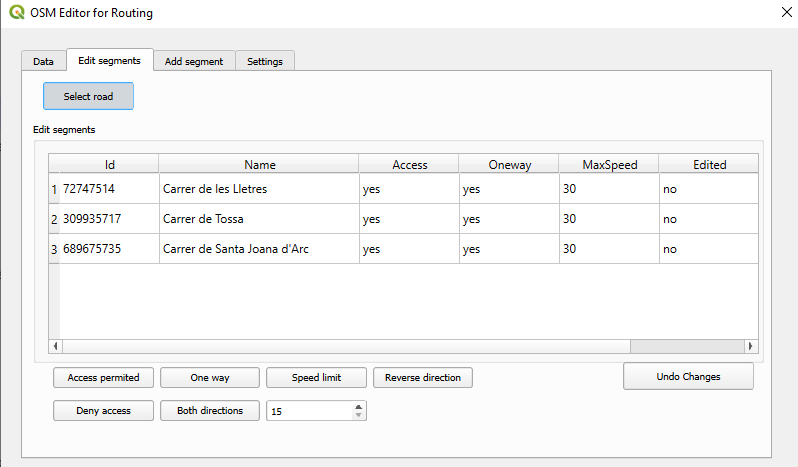 OSM Editor for Routing
Data Edit segments Add segment Settings
Select road
Edit segments
Id Name Access Oneway MaxSpeed Edited
1 72747514 Carrer de les Lletres yes yes 30 no
2 309935717 Carrer de Tossa yes yes 30 no
3 689675735 Carrer de Santa Joana d'Arc yes yes 30 no
Access permited One way Speed limit Reverse direction Undo Changes
Deny access Both directions 15